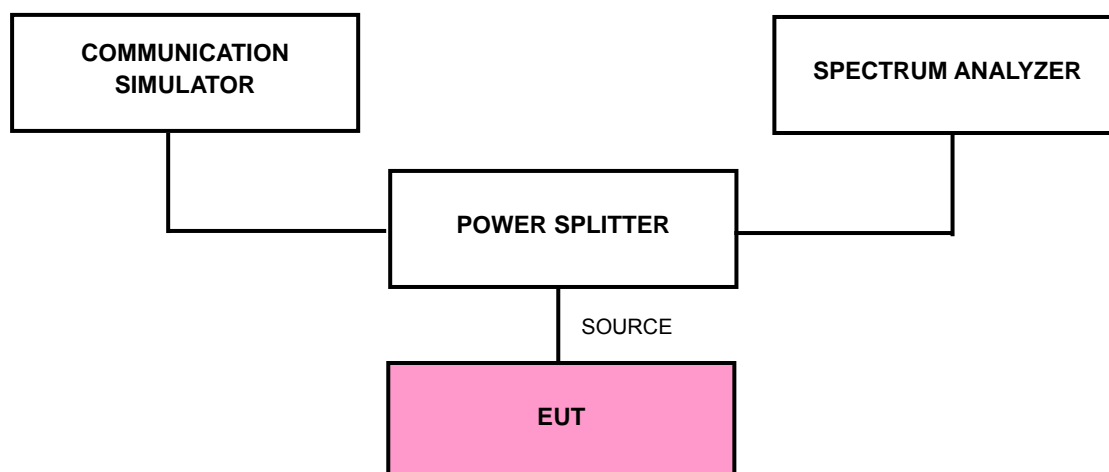 COMMUNICATION
SIMULATOR
SPECTRUM ANALYZER
POWER SPLITTER
SOURCE
EUT